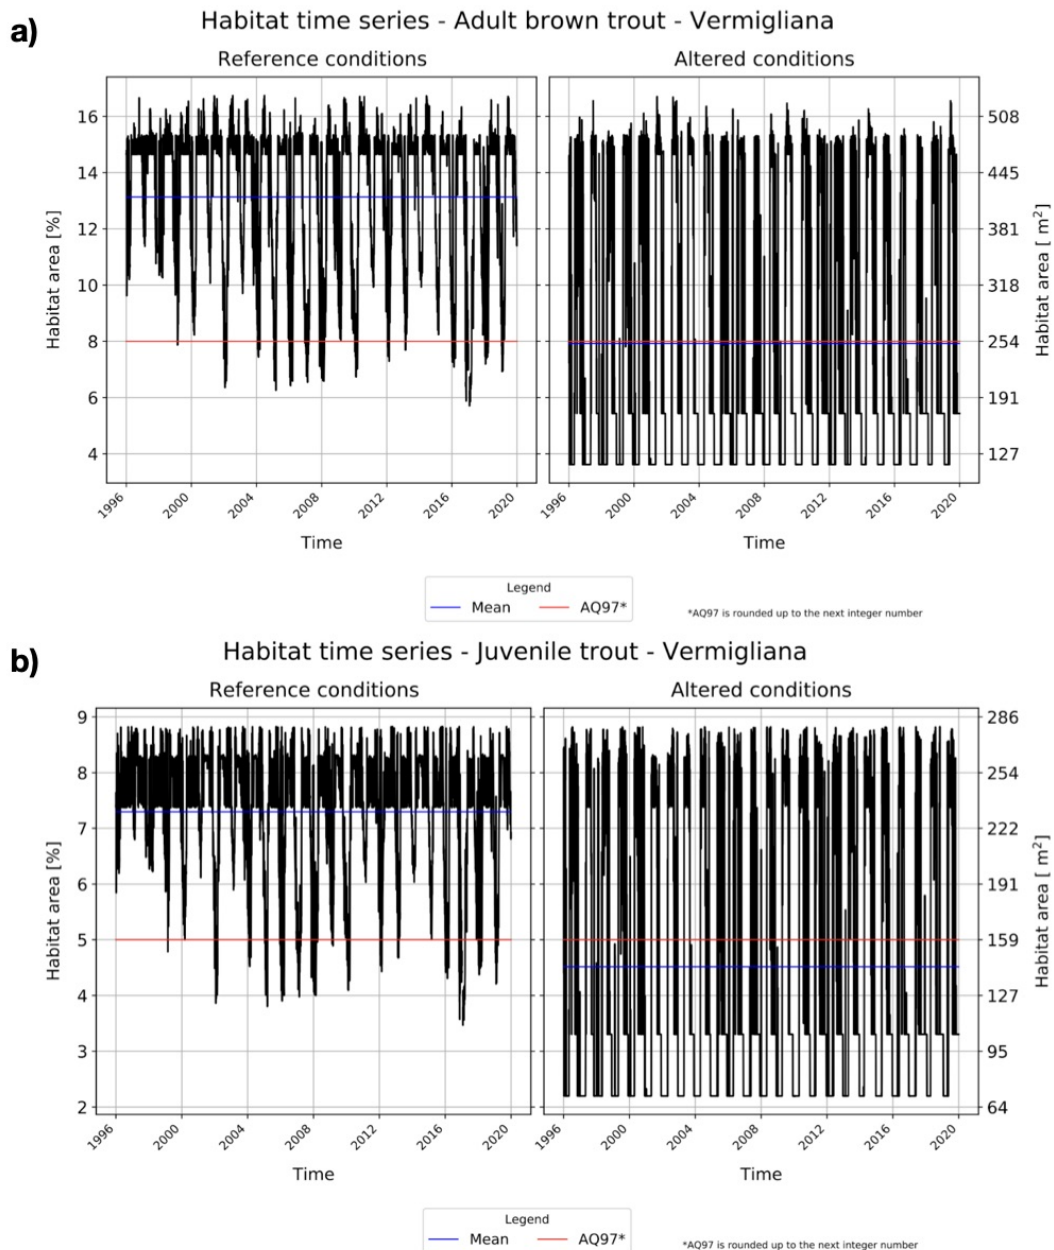 a)
Habitat time series - Adult brown trout - Vermigliana
Reference conditions
Altered conditions
Habitat area [%]
16
14
12
10
8
6
4
508
445
381
318
254
191
127
Habitat area [ m²]
1996 2000 2004 2008 2012 2016 2020
1996 2000 2004 2008 2012 2016 2020
Time
Time
Legend
Mean AQ97*
*AQ97 is rounded up to the next integer number
b)
Habitat time series - Juvenile trout - Vermigliana
Reference conditions
Altered conditions
Habitat area [%]
9
8
7
6
5
4
3
2
286
254
222
191
159
127
95
64
Habitat area [ m²]
1996 2000 2004 2008 2012 2016 2020
1996 2000 2004 2008 2012 2016 2020
Time
Time
Legend
Mean AQ97*
*AQ97 is rounded up to the next integer number